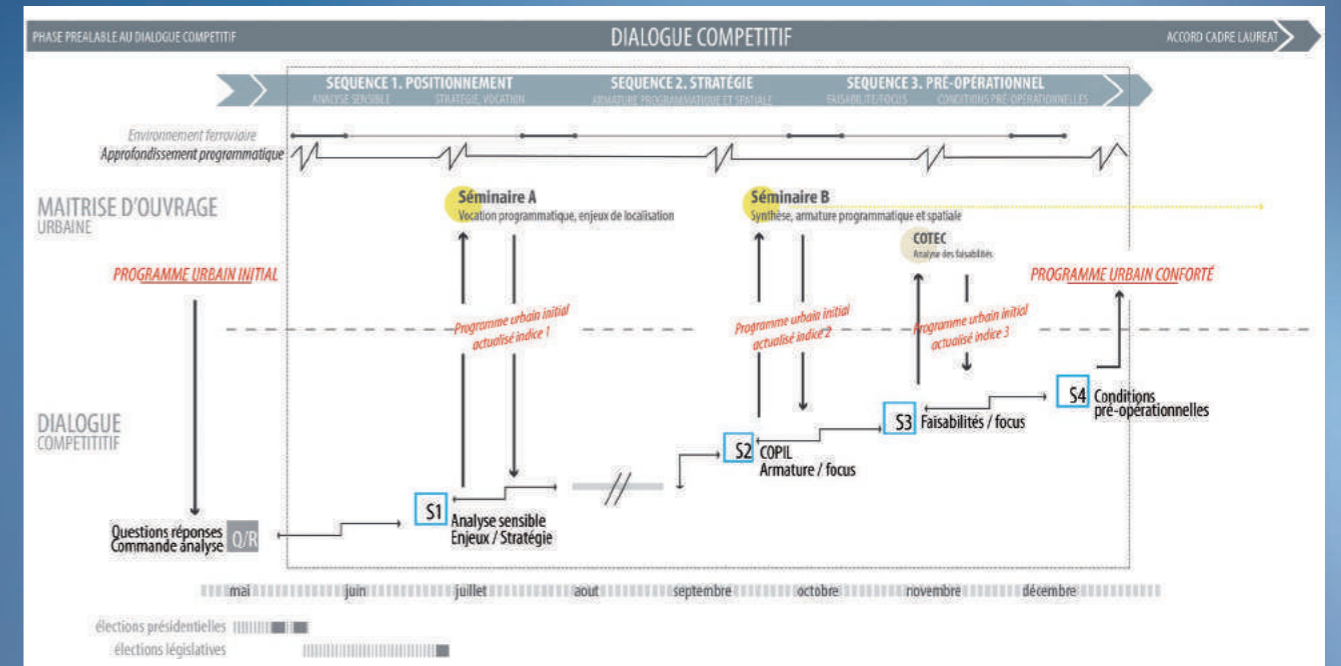 PHASE PREALABLE AU DIALOGUE COMPETITIF
DIALOGUE COMPETITIF
ACCORD CADRE LAUREAT
SEQUENCE 1. POSITIONNEMENT
ANALYSE SENSIBLE
STRATÉGIE, VOCATION
SEQUENCE 2. STRATÉGIE
ARMATURE PROGRAMMATIQUE ET SPATIALE
SEQUENCE 3. PRÉ-OPÉRATIONNEL
FAISABILITE/FOCUS
CONDITIONS PRÉ-OPÉRATIONNELLES
Environnement ferroviaire
Approfondissement programmatique
MAITRISE D'OUVRAGE
URBAINE
Séminaire A
Vocation programmatique, enjeux de localisation
Séminaire B
Synthèse, armature programmatique et spatiale
COTEC
Analyse des faisabilités
PROGRAMME URBAIN INITIAL
PROGRAMME URBAIN CONFORTÉ
Programme urbain initial
actualisé indice 1
Programme urbain initial
actualisé indice 2
Programme urbain initial
actualisé indice 3
DIALOGUE
COMPETITITIF
S4 Conditions
pré-opérationnelles
S3 Faisabilités / focus
S2 COPIL
Armature / focus
S1 Analyse sensible
Enjeux / Stratégie
Questions réponses
Commande analyse
Q/R
mai juin juillet aout septembre octobre novembre décembre
élections présidentielles
élections législatives